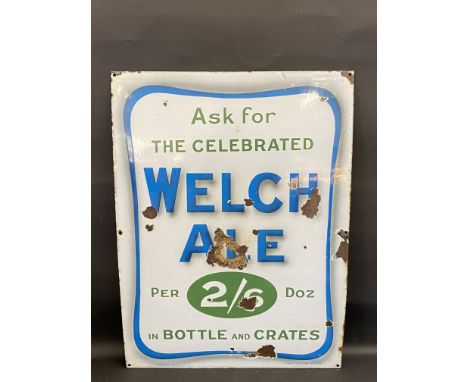 Ask for
THE CELEBRATED
WELCH
ALE
PER 2/6 DOZ
IN BOTTLE AND CRATES